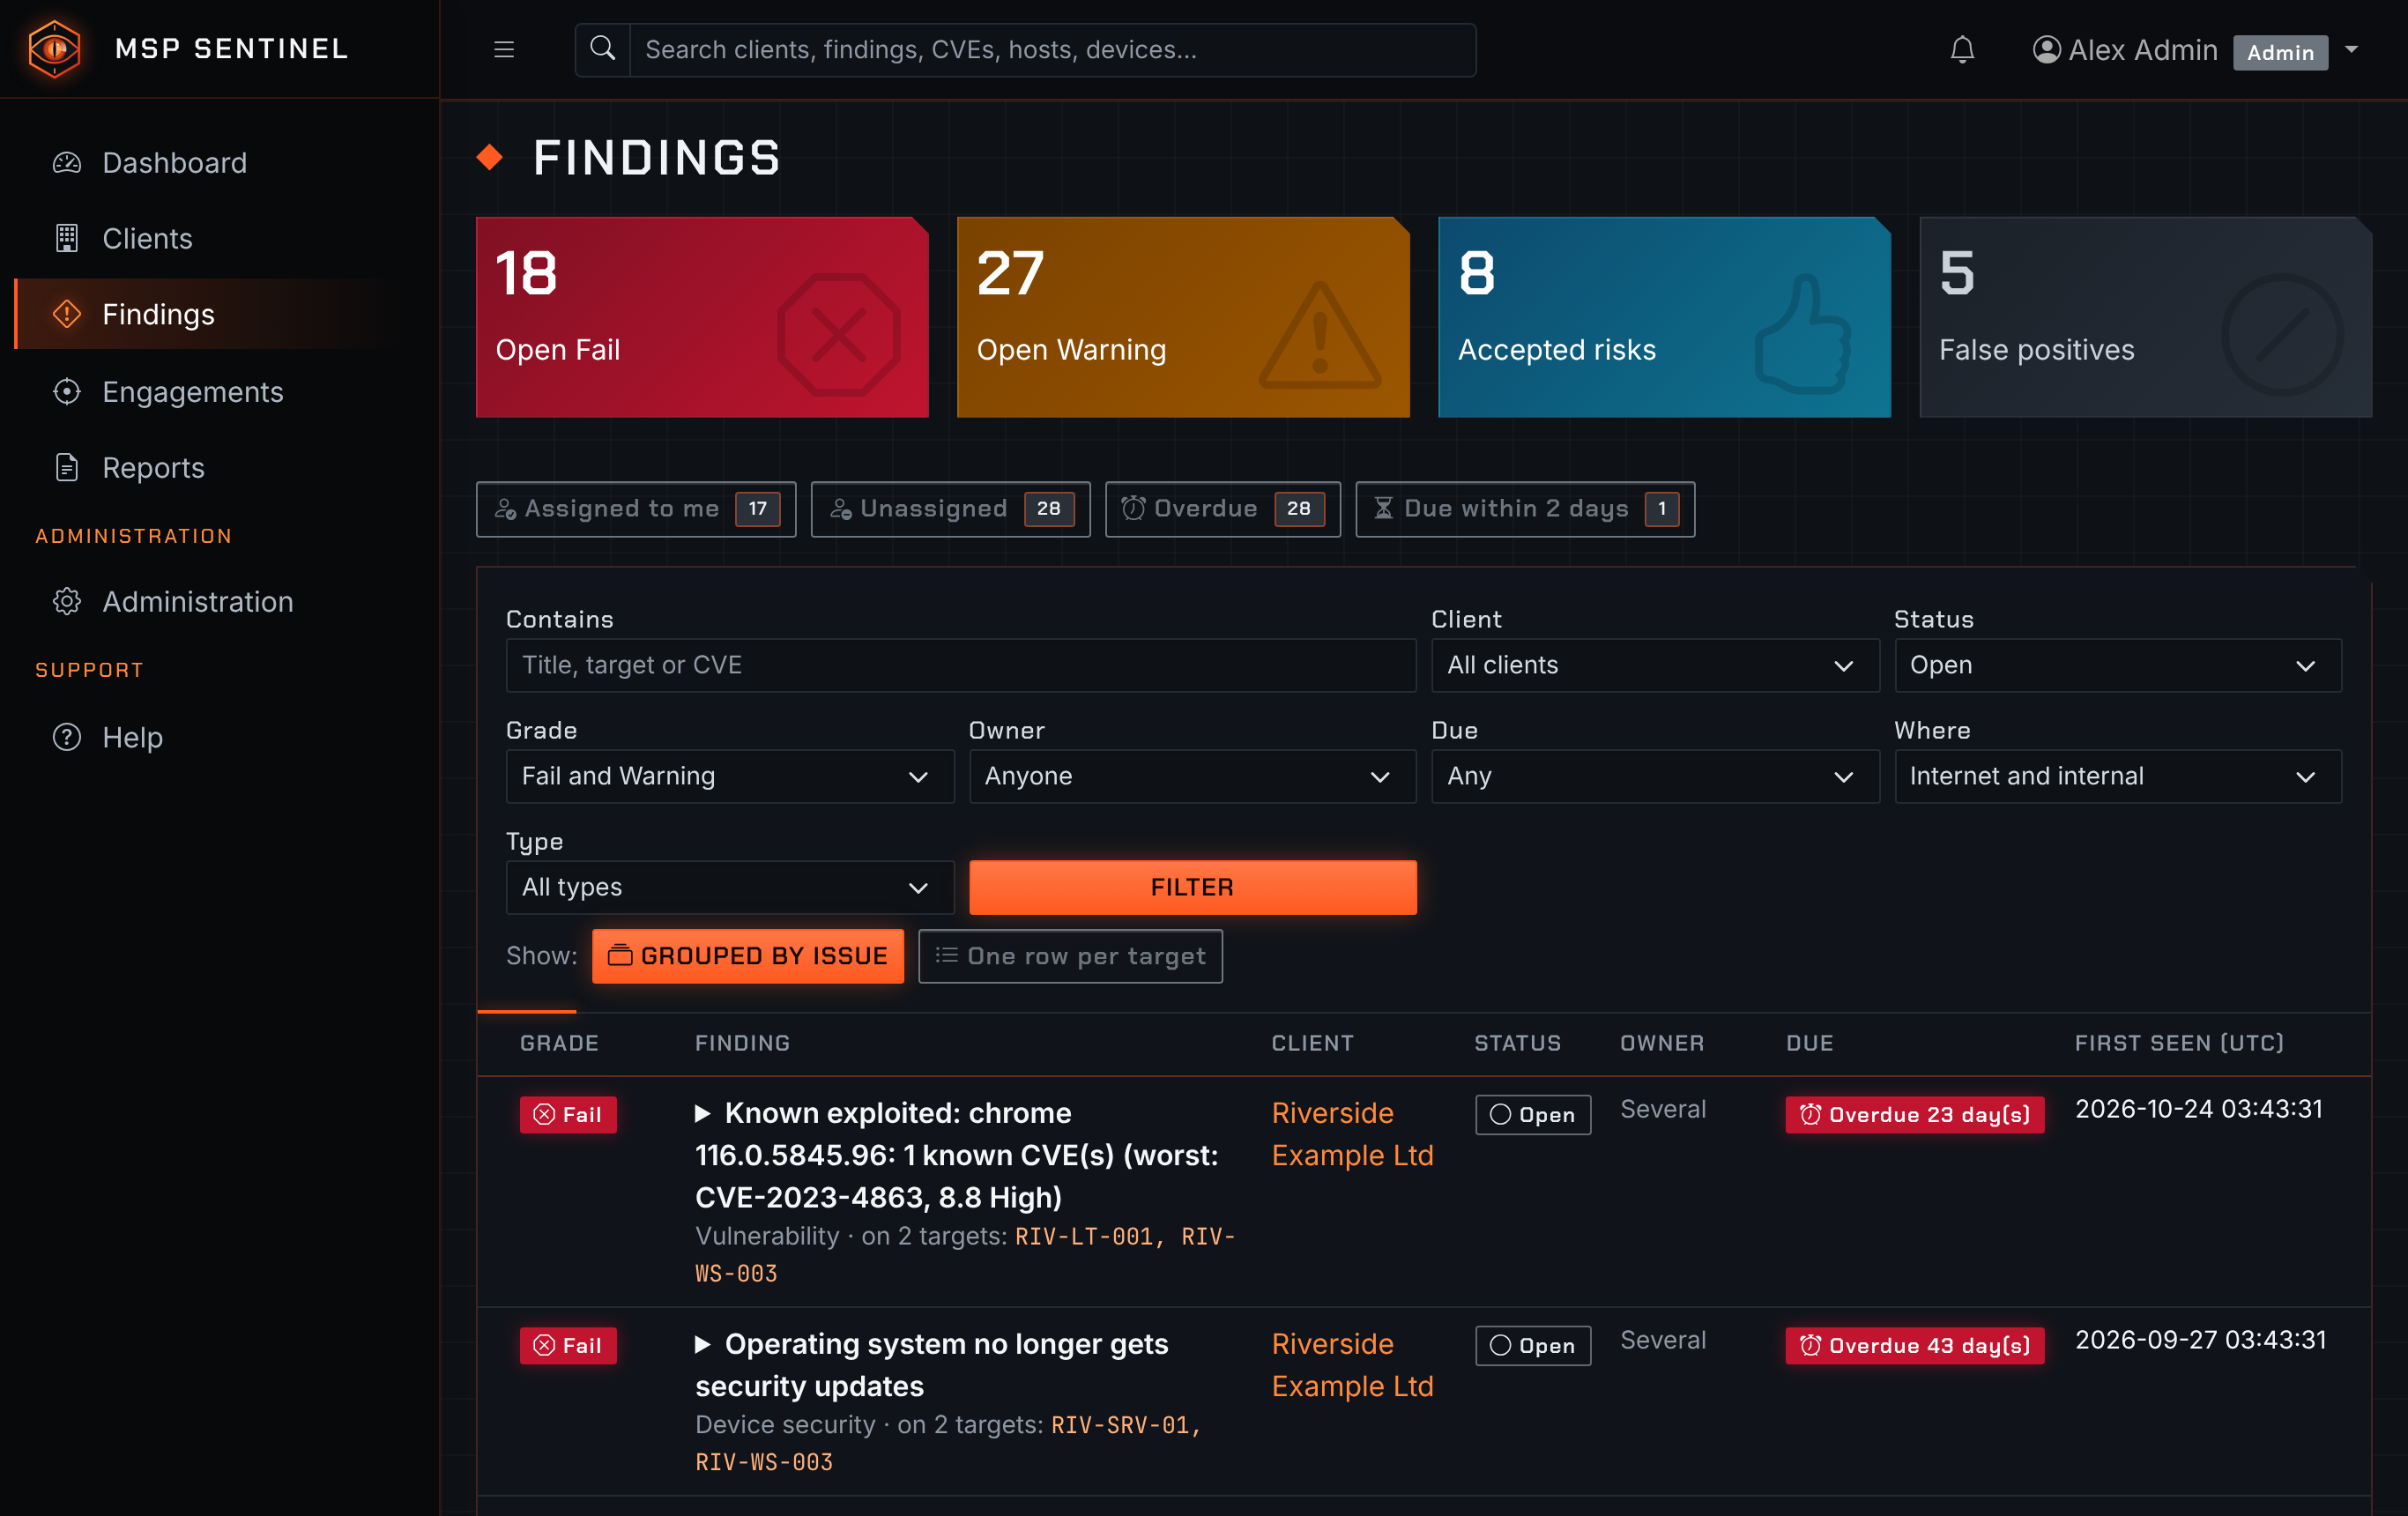 MSP SENTINEL
Search clients, findings, CVEs, hosts, devices...
Alex Admin Admin
Dashboard
Clients
Findings
Engagements
Reports
ADMINISTRATION
Administration
SUPPORT
Help
FINDINGS
18
Open Fail
27
Open Warning
8
Accepted risks
5
False positives
Assigned to me 17
Unassigned 28
Overdue 28
Due within 2 days 1
Contains
Title, target or CVE
Client
All clients
Status
Open
Grade
Fail and Warning
Owner
Anyone
Due
Any
Where
Internet and internal
Type
All types
FILTER
Show: GROUPED BY ISSUE One row per target
GRADE FINDING CLIENT STATUS OWNER DUE FIRST SEEN (UTC)
Fail
Known exploited: chrome
116.0.5845.96: 1 known CVE(s) (worst:
CVE-2023-4863, 8.8 High)
Vulnerability · on 2 targets: RIV-LT-001, RIV-
WS-003
Riverside
Example Ltd
Open
Several
Overdue 23 day(s)
2026-10-24 03:43:31
Fail
Operating system no longer gets
security updates
Device security · on 2 targets: RIV-SRV-01,
RIV-WS-003
Riverside
Example Ltd
Open
Several
Overdue 43 day(s)
2026-09-27 03:43:31